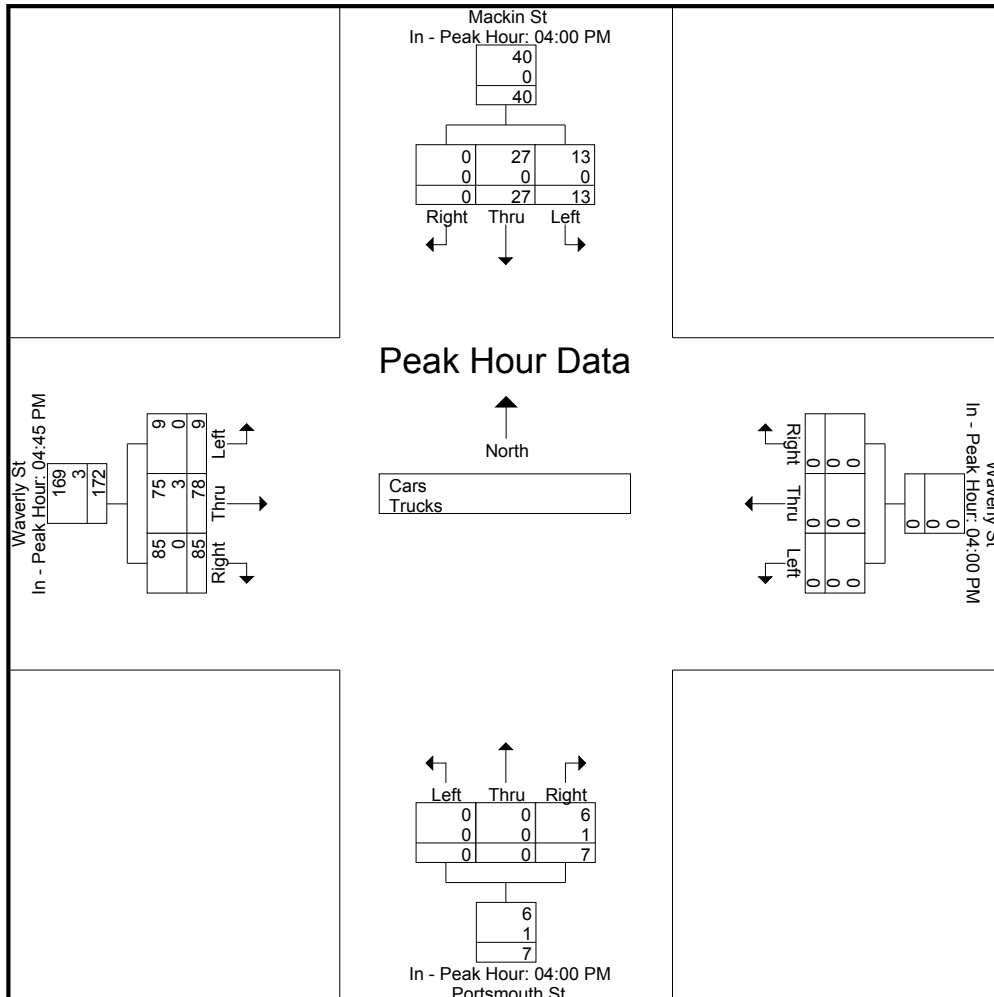 Mackin St
In - Peak Hour: 04:00 PM
40
0
40
0 27 13
0 0 0
0 27 13
Right Thru Left
Peak Hour Data
North
Cars
Trucks
Waverly St
In - Peak Hour: 04:45 PM
169
3
172
9 0 9
Left
75 3 78
Thru
85 0 85
Right
Right
0 0 0
Thru
0 0 0
Left
0 0 0
0 0 0
In - Peak Hour: 04:00 PM
Waverly St
Left Thru Right
0 0 6
0 0 1
0 0 7
6
1
7
In - Peak Hour: 04:00 PM
Portsmouth St